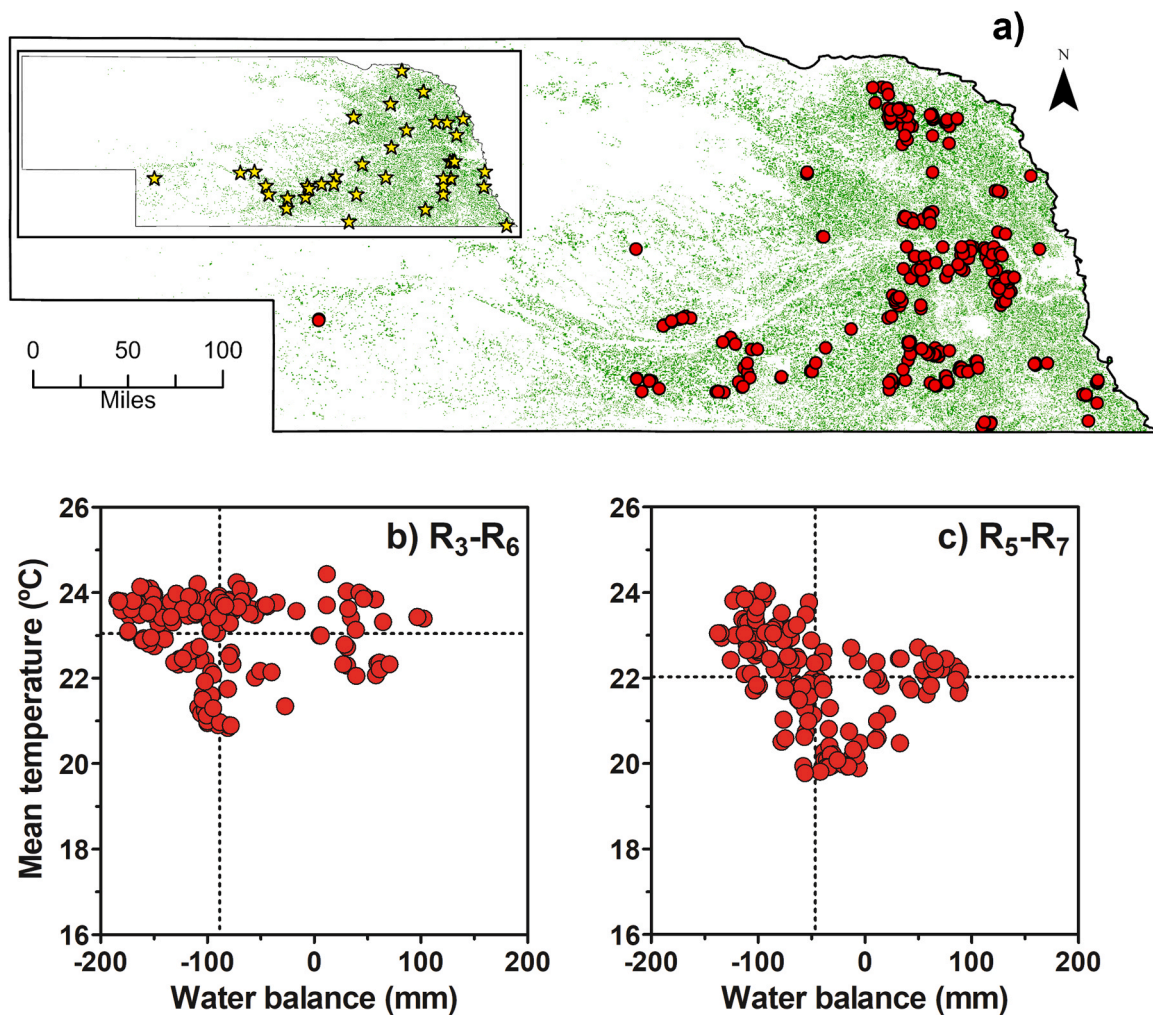 a)
N
0 50 100
Miles
b) R3-R6
26
24
22
20
18
16
Mean temperature (ºC)
-200 -100 0 100 200
Water balance (mm)
c) R5-R7
26
24
22
20
18
16
-200 -100 0 100 200
Water balance (mm)